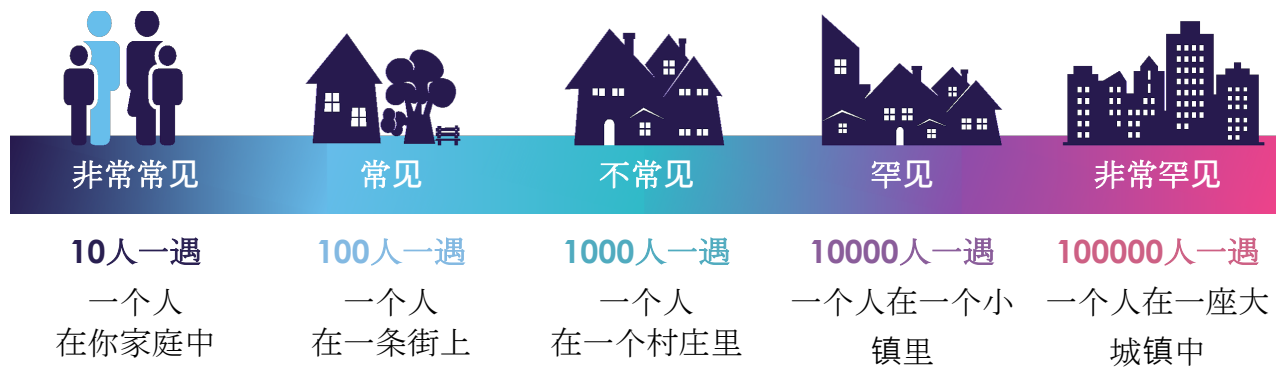 非常常见
常见
不常见
罕见
非常罕见
10人一遇
100人一遇
1000人一遇
10000人一遇
100000人一遇
一个人
在你家庭中
一个人
在一条街上
一个人
在一个村庄里
一个人在一个小
镇里
一个人在一座大
城镇中